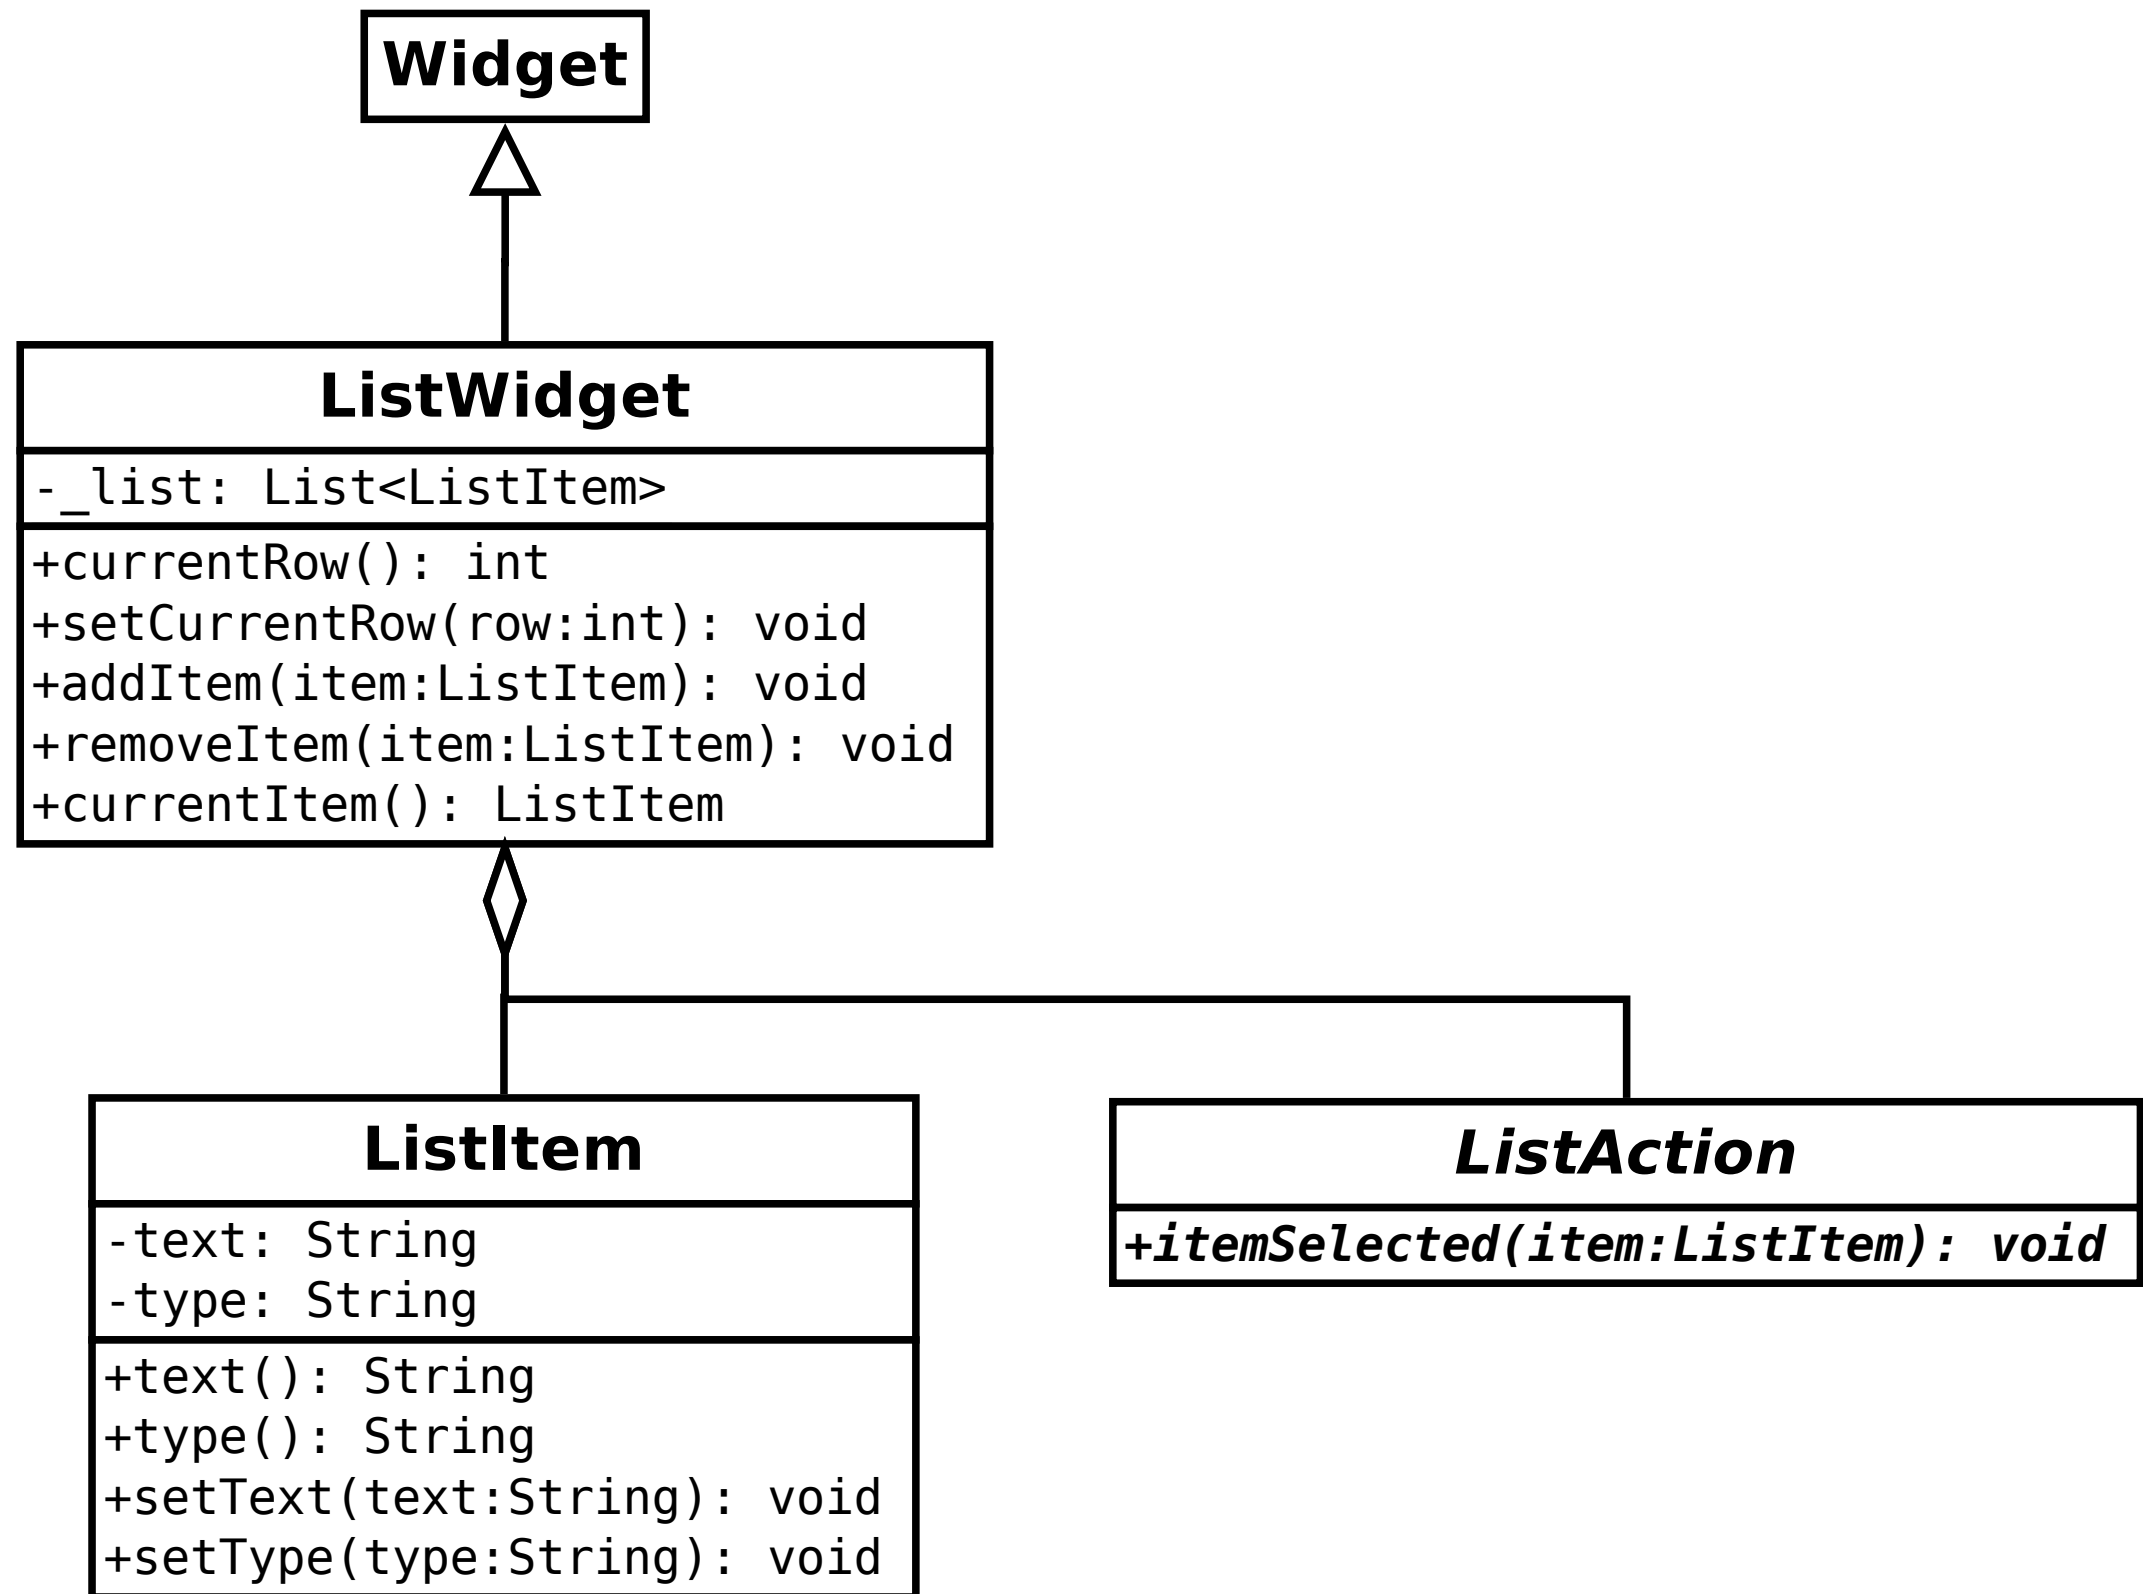 Widget
ListWidget
-_list: List<ListItem>
+currentRow(): int
+setCurrentRow(row:int): void
+addItem(item:ListItem): void
+removeItem(item:ListItem): void
+currentItem(): ListItem
ListItem
-text: String
-type: String
+text(): String
+type(): String
+setText(text:String): void
+setType(type:String): void
ListAction
+itemSelected(item:ListItem): void